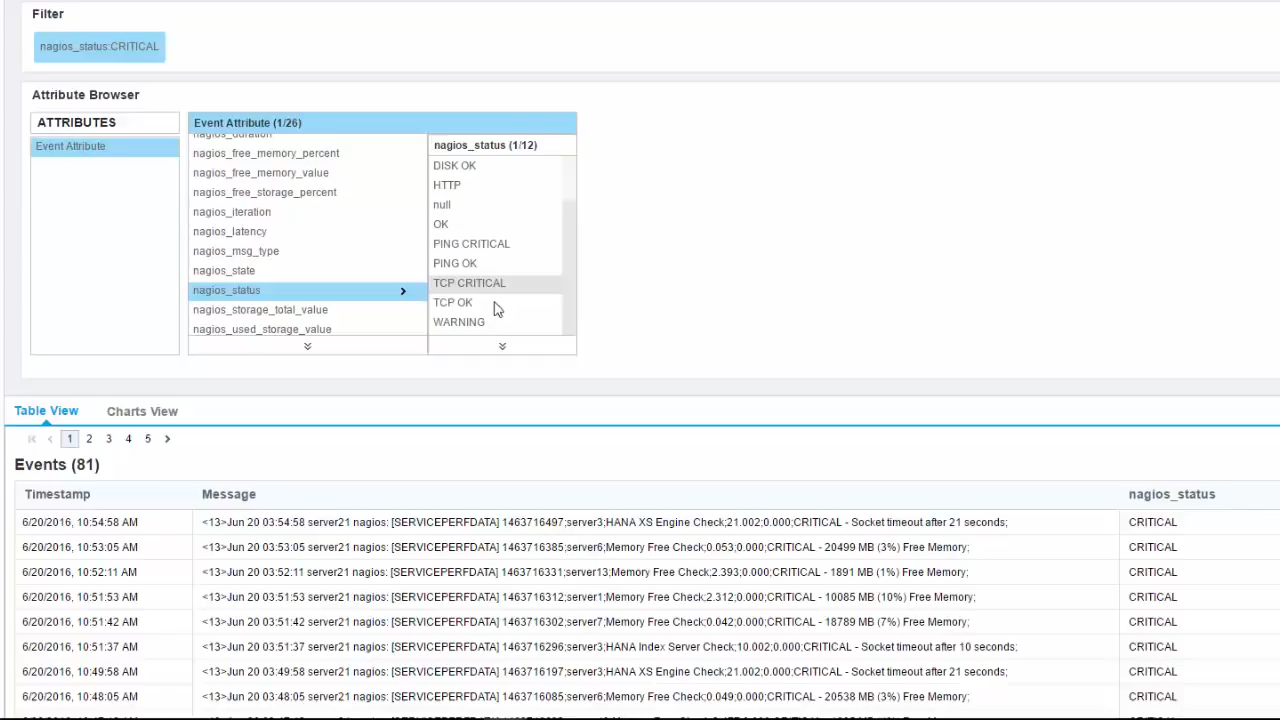 Filter
nagios_status:CRITICAL
Attribute Browser
ATTRIBUTES
Event Attribute
Event Attribute (1/26)
nagios_duration
nagios_free_memory_percent
nagios_free_memory_value
nagios_free_storage_percent
nagios_iteration
nagios_latency
nagios_msg_type
nagios_state
nagios_status
nagios_storage_total_value
nagios_used_storage_value
nagios_status (1/12)
DISK OK
HTTP
null
OK
PING CRITICAL
PING OK
TCP CRITICAL
TCP OK
WARNING
Table View Charts View
1 2 3 4 5
Events (81)
Timestamp Message nagios_status
6/20/2016, 10:54:58 AM <13>Jun 20 03:54:58 server21 nagios: [SERVICEPERFDATA] 1463716497;server3;HANA XS Engine Check;21.002;0.000;CRITICAL - Socket timeout after 21 seconds; CRITICAL
6/20/2016, 10:53:05 AM <13>Jun 20 03:53:05 server21 nagios: [SERVICEPERFDATA] 1463716385;server6;Memory Free Check;0.053;0.000;CRITICAL - 20499 MB (3%) Free Memory; CRITICAL
6/20/2016, 10:52:11 AM <13>Jun 20 03:52:11 server21 nagios: [SERVICEPERFDATA] 1463716331;server13;Memory Free Check;2.393;0.000;CRITICAL - 1891 MB (1%) Free Memory; CRITICAL
6/20/2016, 10:51:53 AM <13>Jun 20 03:51:53 server21 nagios: [SERVICEPERFDATA] 1463716312;server1;Memory Free Check;2.312;0.000;CRITICAL - 10085 MB (10%) Free Memory; CRITICAL
6/20/2016, 10:51:42 AM <13>Jun 20 03:51:42 server21 nagios: [SERVICEPERFDATA] 1463716302;server7;Memory Free Check;0.042;0.000;CRITICAL - 18789 MB (7%) Free Memory; CRITICAL
6/20/2016, 10:51:37 AM <13>Jun 20 03:51:37 server21 nagios: [SERVICEPERFDATA] 1463716296;server3;HANA Index Server Check;10.002;0.000;CRITICAL - Socket timeout after 10 seconds; CRITICAL
6/20/2016, 10:49:58 AM <13>Jun 20 03:49:58 server21 nagios: [SERVICEPERFDATA] 1463716197;server3;HANA XS Engine Check;21.002;0.000;CRITICAL - Socket timeout after 21 seconds; CRITICAL
6/20/2016, 10:48:05 AM <13>Jun 20 03:48:05 server21 nagios: [SERVICEPERFDATA] 1463716085;server6;Memory Free Check;0.049;0.000;CRITICAL - 20538 MB (3%) Free Memory; CRITICAL